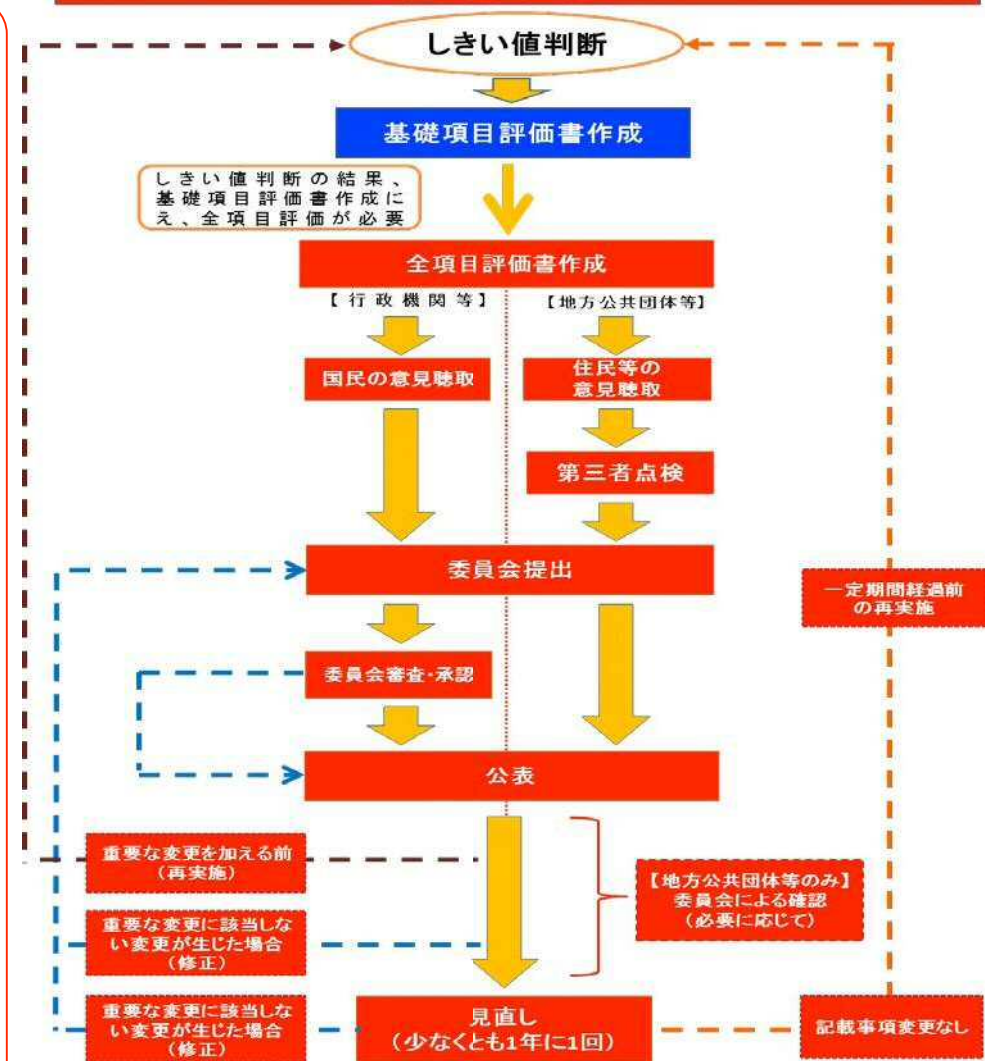 しきい値判断
基礎項目評価書作成
しきい値判断の結果、
基礎項目評価書作成に
え、全項目評価が必要
全項目評価書作成
【行政機関等】
【地方公共団体等】
国民の意見聴取
住民等の
意見聴取
第三者点検
委員会提出
一定期間経過前
の再実施
委員会審査・承認
公表
重要な変更を加える前
(再実施)
【地方公共団体等のみ】
委員会による確認
(必要に応じて)
重要な変更に該当しな
い変更が生じた場合
(修正)
重要な変更に該当しな
い変更が生じた場合
(修正)
見直し
(少なくとも1年に1回)
記載事項変更なし